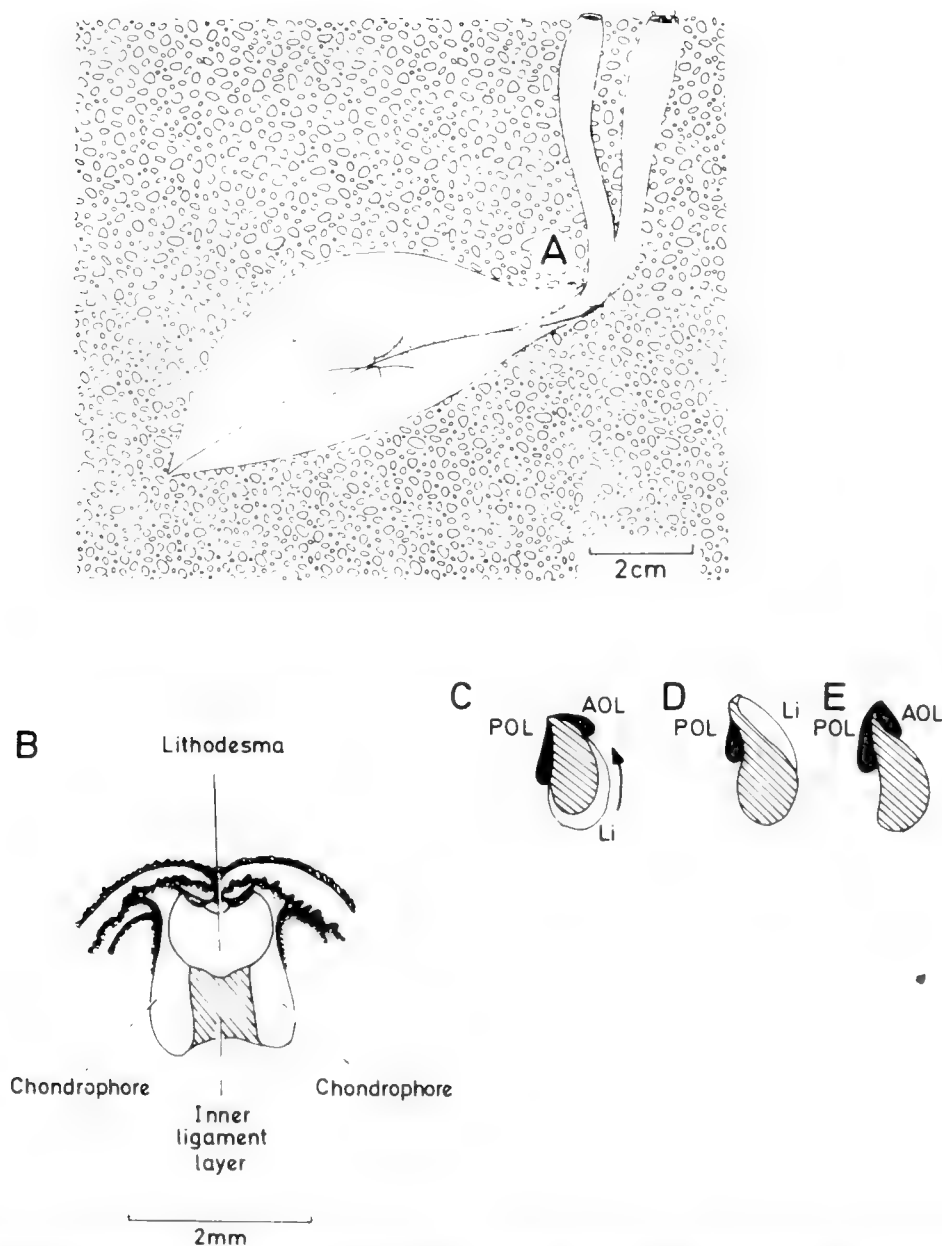 A
2cm
B
Lithodesma
Chondrophore
Inner
ligament
layer
Chondrophore
2mm
C
POL
AOL
Li
D
POL
Li
E
POL
AOL